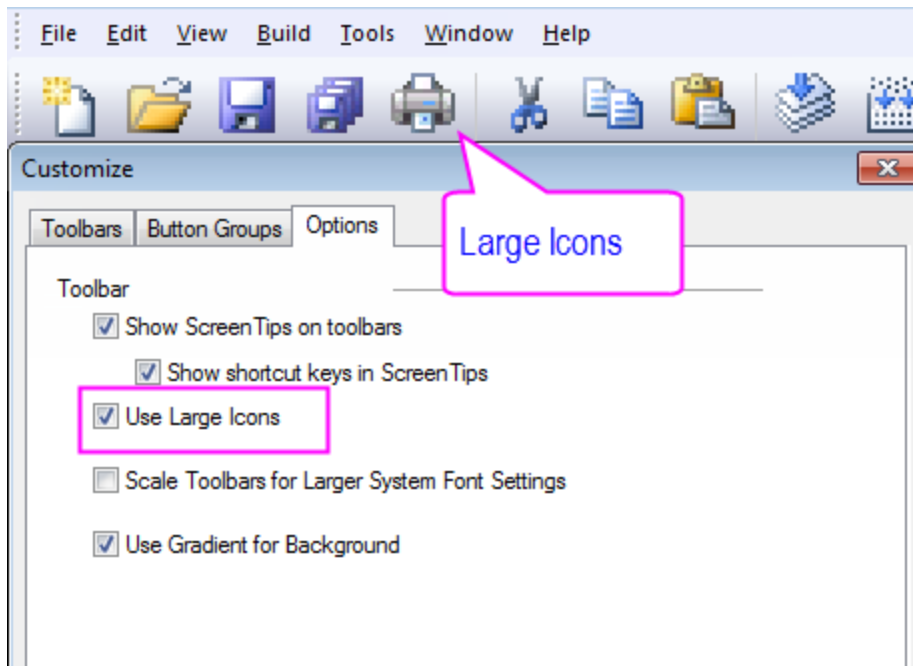 File Edit View Build Tools Window Help
Customize
Toolbars Button Groups Options
Large Icons
Toolbar
Show ScreenTips on toolbars
Show shortcut keys in ScreenTips
Use Large Icons
Scale Toolbars for Larger System Font Settings
Use Gradient for Background